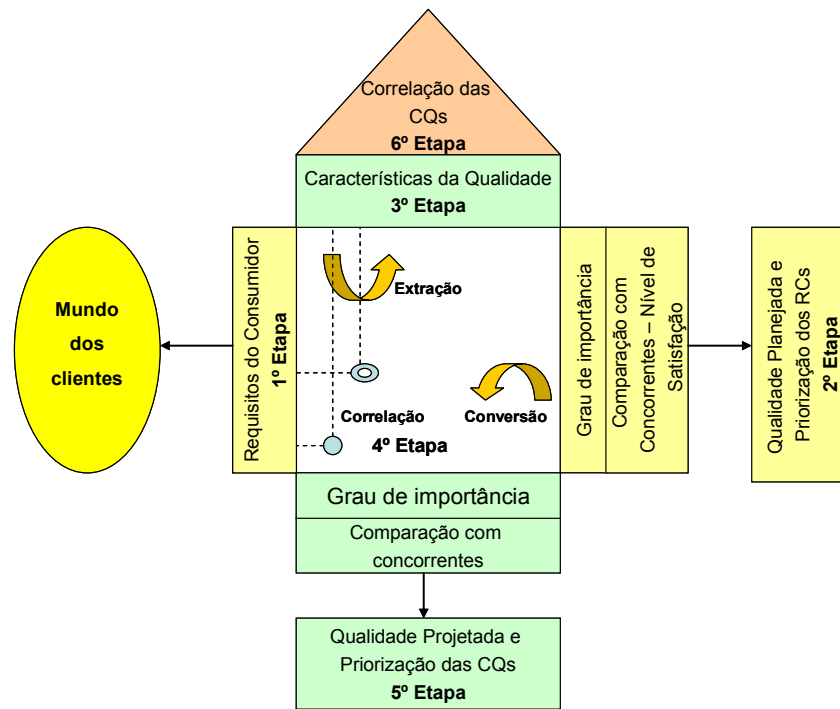 Correlação das
CQs
6º Etapa
Características da Qualidade
3º Etapa
Mundo
dos
clientes
Requisitos do Consumidor
1º Etapa
Extração
Correlação
4º Etapa
Conversão
Grau de importância
Comparação com
Concorrentes – Nível de
Satisfação
Qualidade Planejada e
Priorização dos RCs
2º Etapa
Grau de importância
Comparação com
concorrentes
Qualidade Projetada e
Priorização das CQs
5º Etapa